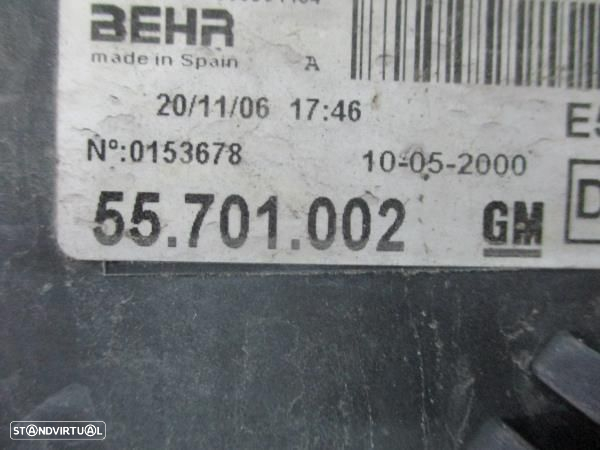 BEHR
made in Spain A
20/11/06 17:46
E5
Nº:0153678 10-05-2000
55.701.002 GM D
STANDVIRTUAL